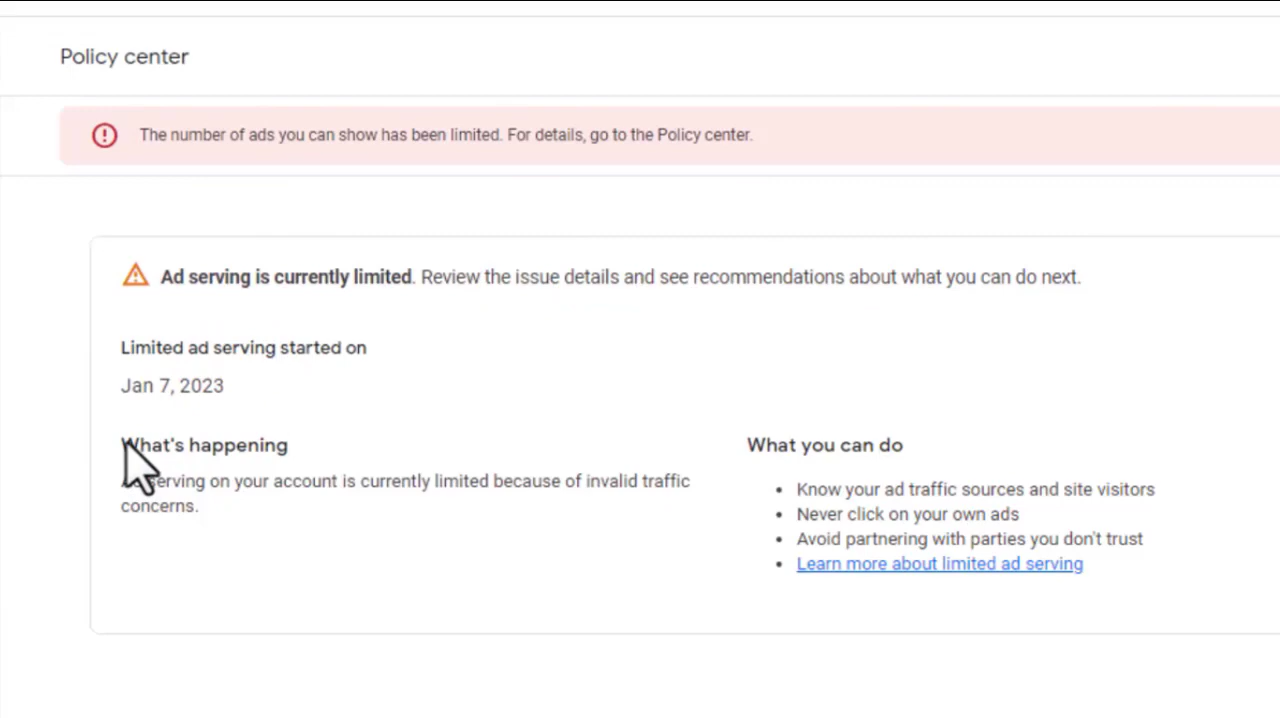 Policy center
The number of ads you can show has been limited. For details, go to the Policy center.
Ad serving is currently limited. Review the issue details and see recommendations about what you can do next.
Limited ad serving started on
Jan 7, 2023
What's happening
serving on your account is currently limited because of invalid traffic
concerns.
What you can do
• Know your ad traffic sources and site visitors
• Never click on your own ads
• Avoid partnering with parties you don't trust
• Learn more about limited ad serving